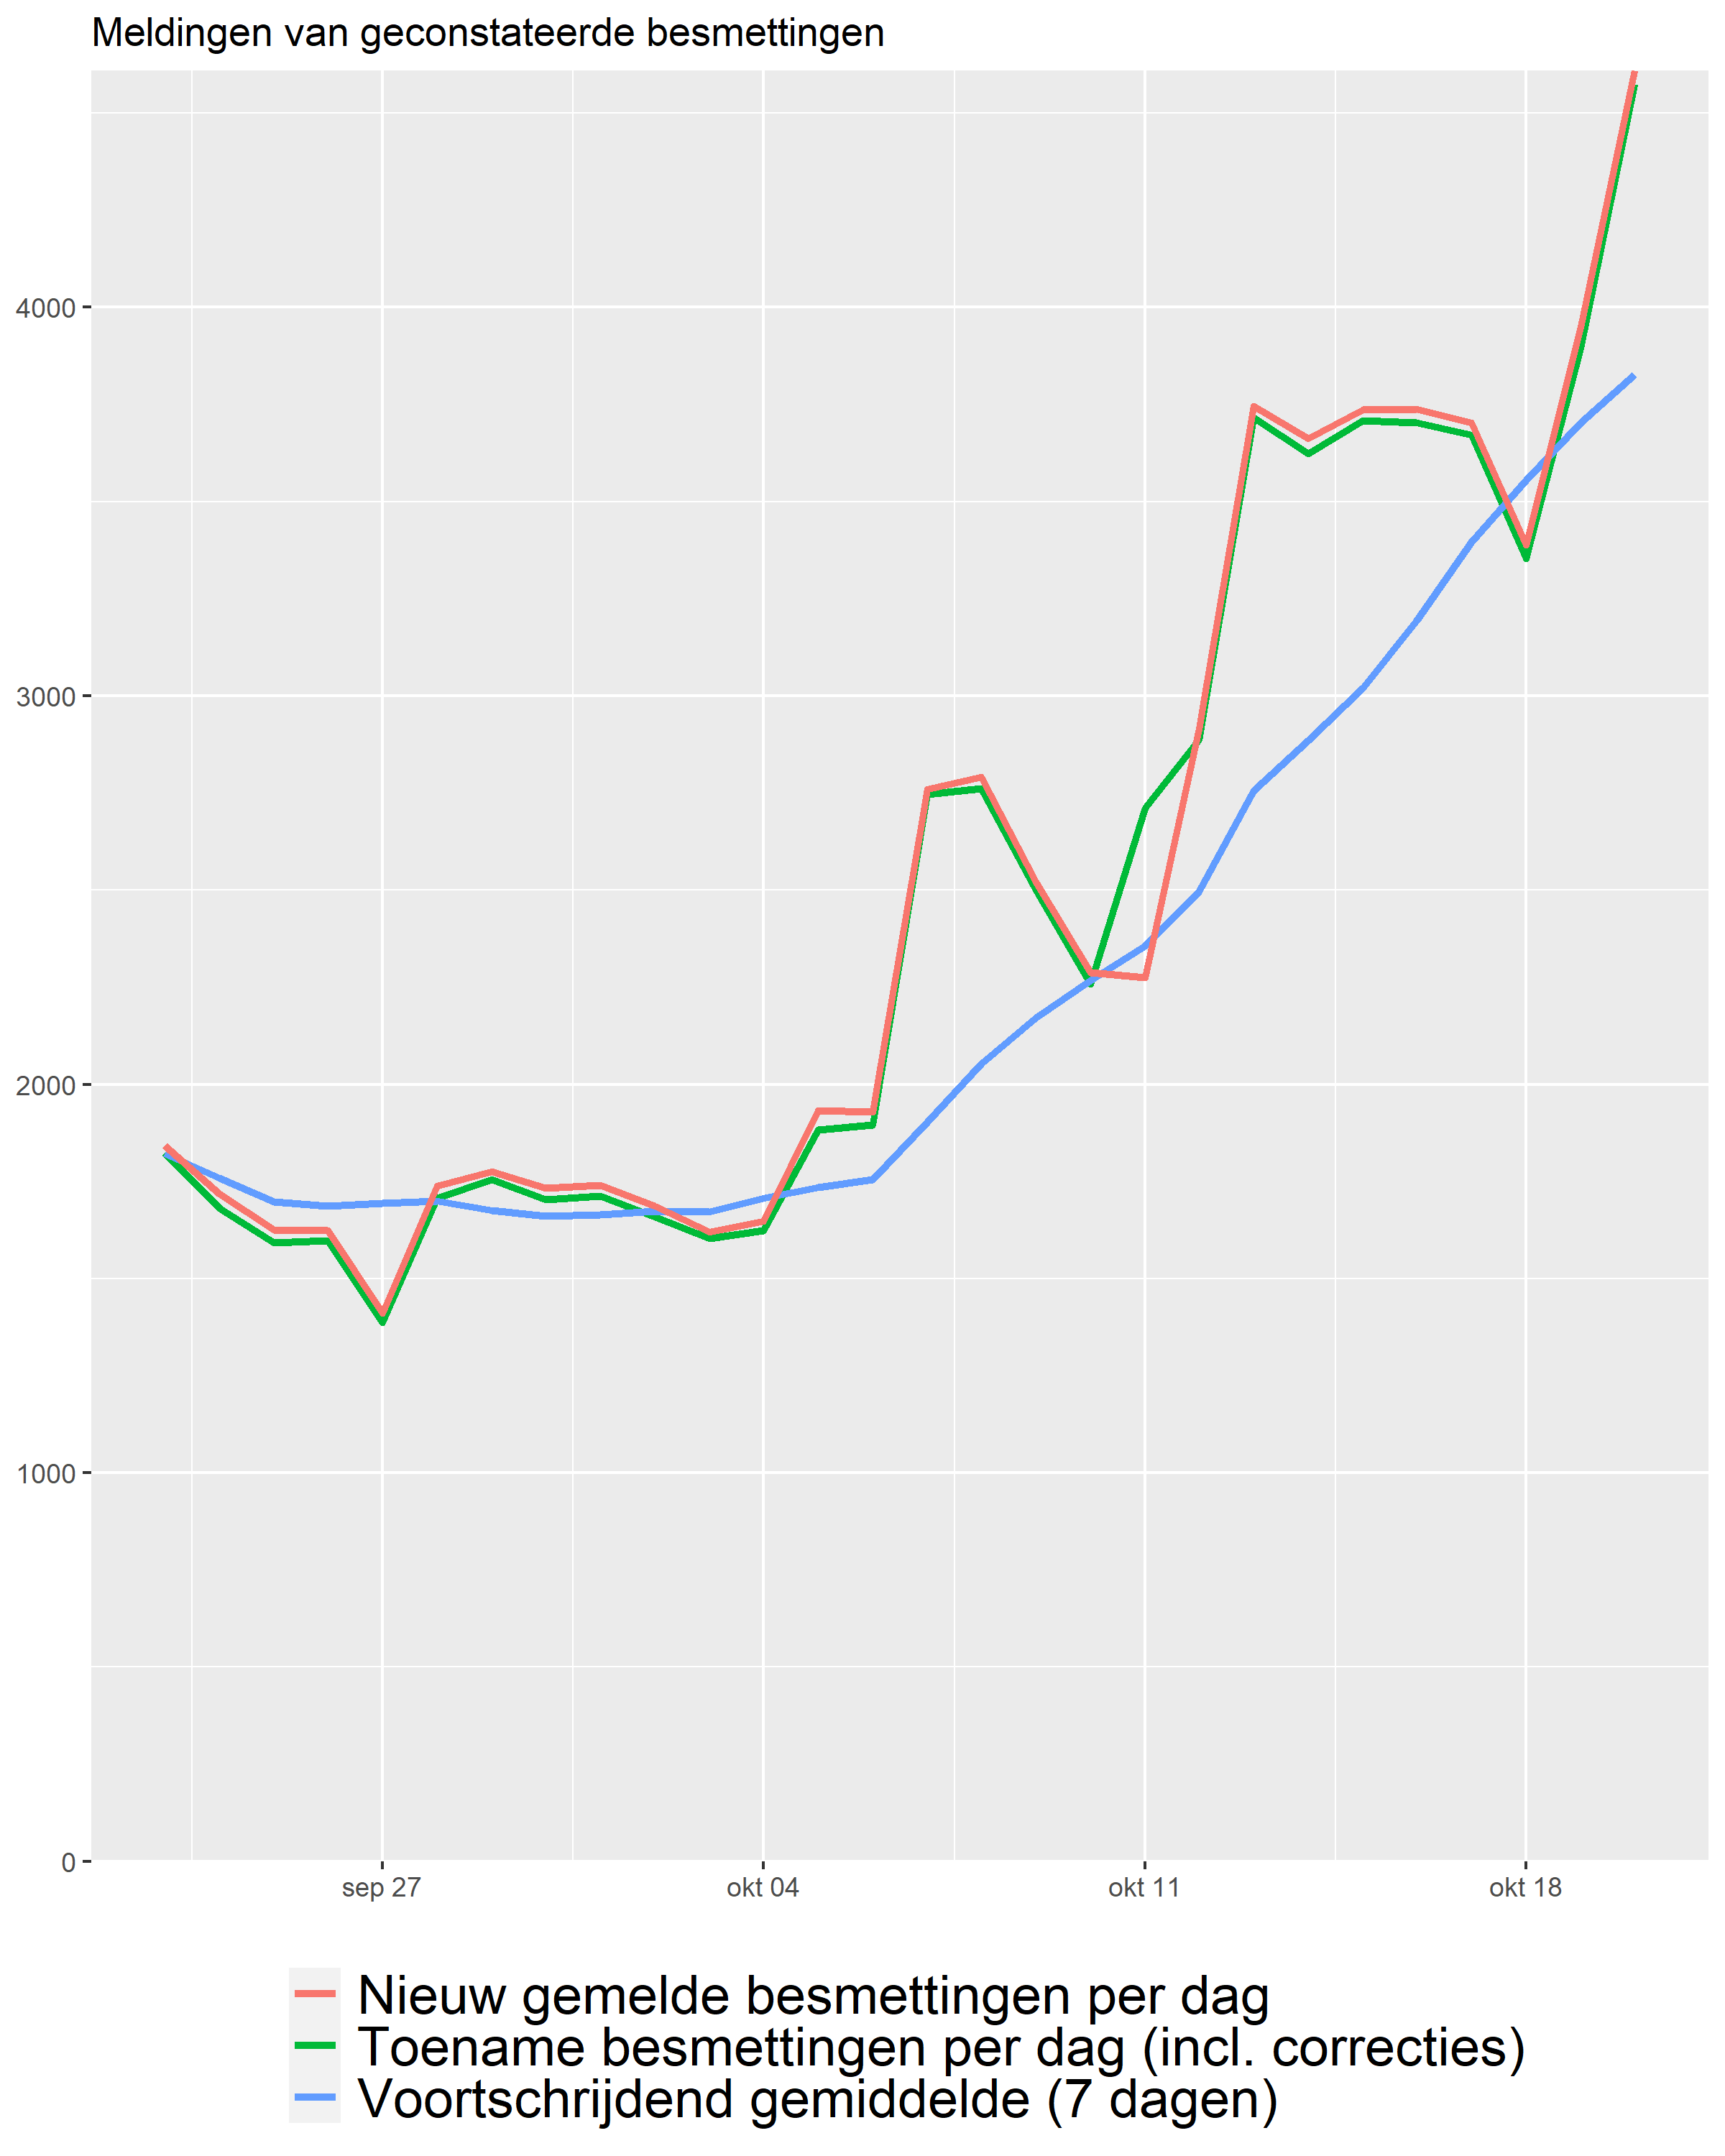 Meldingen van geconstateerde besmettingen
4000
3000
2000
1000
0
sep 27 okt 04 okt 11 okt 18
Nieuw gemelde besmettingen per dag
Toename besmettingen per dag (incl. correcties)
Voortschrijdend gemiddelde (7 dagen)